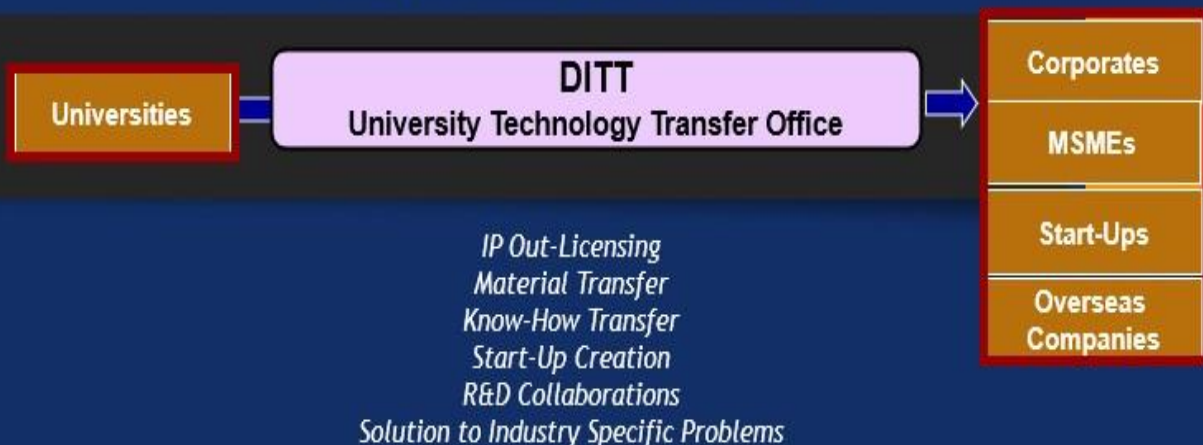 Universities
DITT
University Technology Transfer Office
Corporates
MSMEs
Start-Ups
Overseas
Companies
IP Out-Licensing
Material Transfer
Know-How Transfer
Start-Up Creation
R&D Collaborations
Solution to Industry Specific Problems